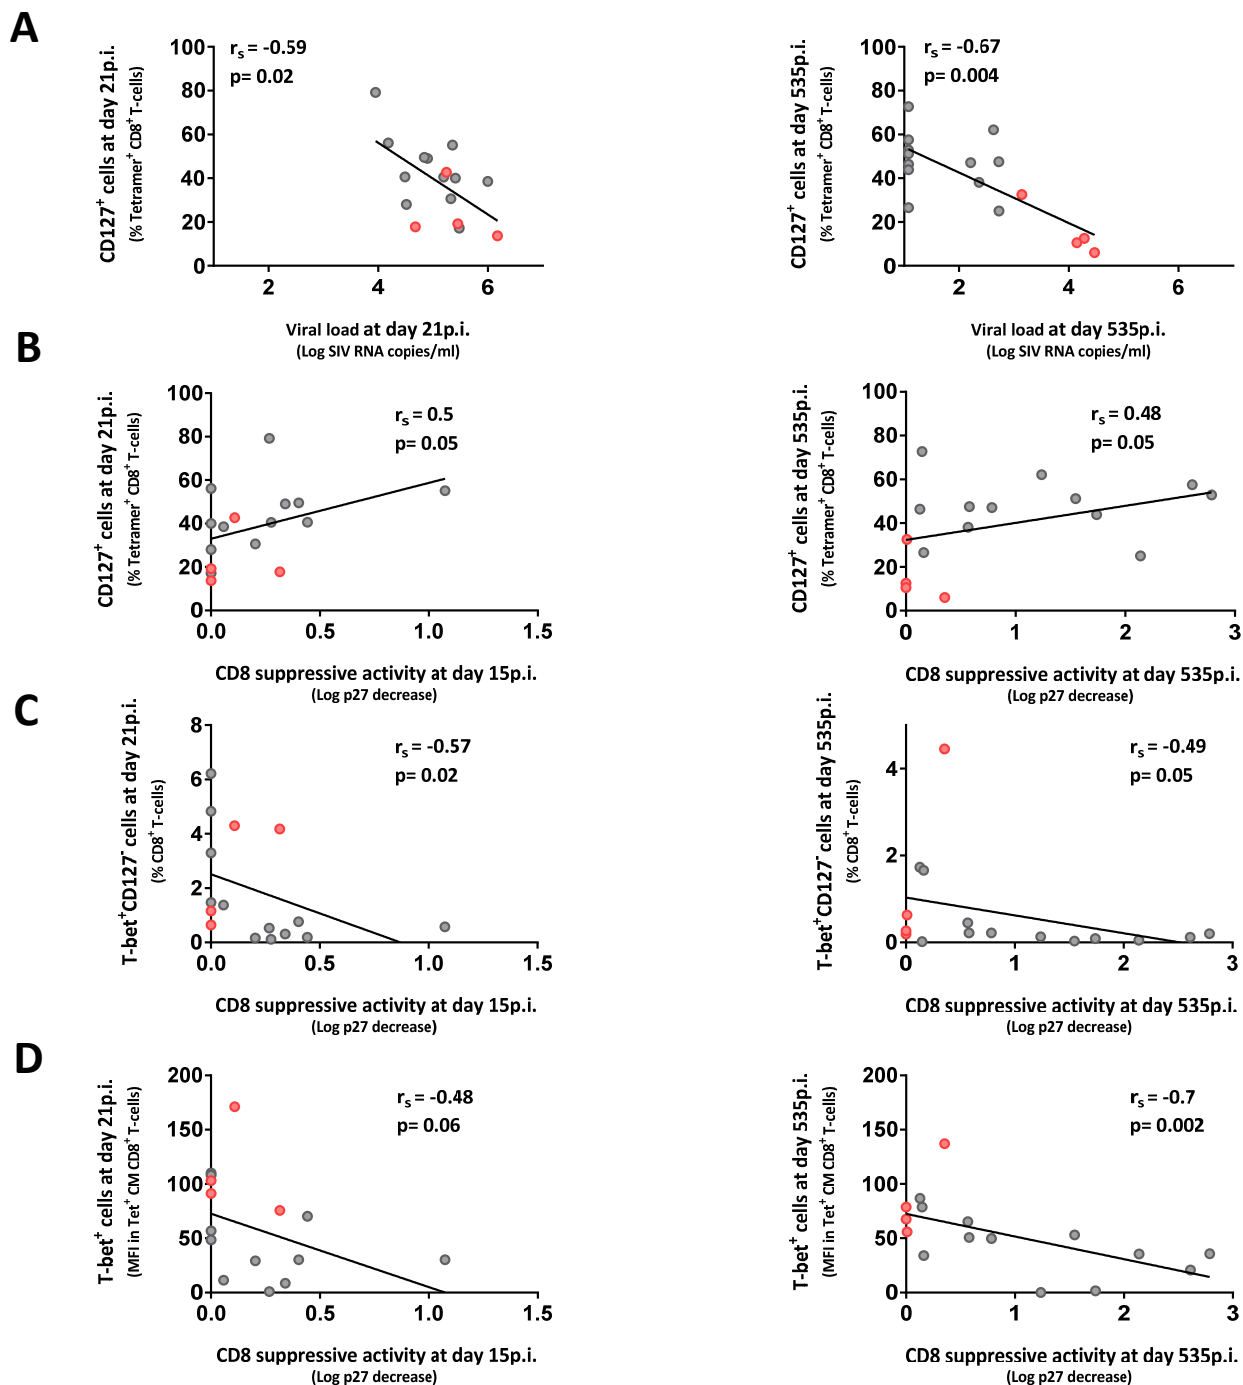 A
CD127+ cells at day 21p.i.
(% Tetramer+ CD8+ T-cells)
100
80
60
40
20
0
rs = -0.59
p= 0.02
2 4 6
Viral load at day 21p.i.
(Log SIV RNA copies/ml)
CD127+ cells at day 535p.i.
(% Tetramer+ CD8+ T-cells)
100
80
60
40
20
0
rs = -0.67
p= 0.004
2 4 6
Viral load at day 535p.i.
(Log SIV RNA copies/ml)
B
CD127+ cells at day 21p.i.
(% Tetramer+ CD8+ T-cells)
100
80
60
40
20
0
rs = 0.5
p= 0.05
0.0 0.5 1.0 1.5
CD8 suppressive activity at day 15p.i.
(Log p27 decrease)
CD127+ cells at day 535p.i.
(% Tetramer+ CD8+ T-cells)
100
80
60
40
20
0
rs = 0.48
p= 0.05
0 1 2 3
CD8 suppressive activity at day 535p.i.
(Log p27 decrease)
C
T-bet+CD127- cells at day 21p.i.
(% CD8+ T-cells)
8
6
4
2
0
rs = -0.57
p= 0.02
0.0 0.5 1.0 1.5
CD8 suppressive activity at day 15p.i.
(Log p27 decrease)
T-bet+CD127- cells at day 535p.i.
(% CD8+ T-cells)
4
2
0
rs = -0.49
p= 0.05
0 1 2 3
CD8 suppressive activity at day 535p.i.
(Log p27 decrease)
D
T-bet+ cells at day 21p.i.
(MFI in Tet+ CM CD8+ T-cells)
200
150
100
50
0
rs = -0.48
p= 0.06
0.0 0.5 1.0 1.5
CD8 suppressive activity at day 15p.i.
(Log p27 decrease)
T-bet+ cells at day 535p.i.
(MFI in Tet+ CM CD8+ T-cells)
200
150
100
50
0
rs = -0.7
p= 0.002
0 1 2 3
CD8 suppressive activity at day 535p.i.
(Log p27 decrease)